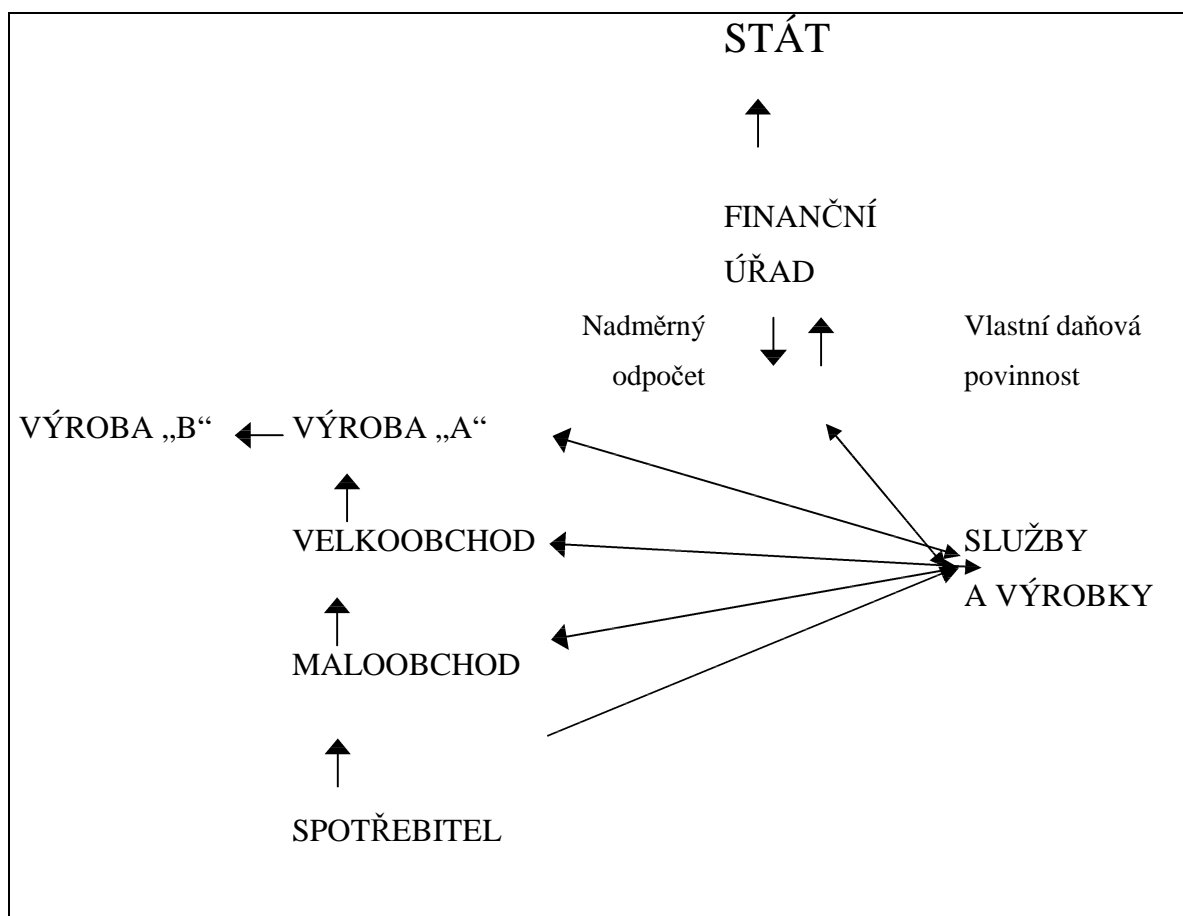 STÁT
FINANČNÍ
ÚŘAD
Nadměrný
odpočet
Vlastní daňová
povinnost
VÝROBA „B“
VÝROBA „A“
VELKOOBCHOD
SLUŽBY
A VÝROBKY
MALOOBCHOD
SPOTŘEBITEL